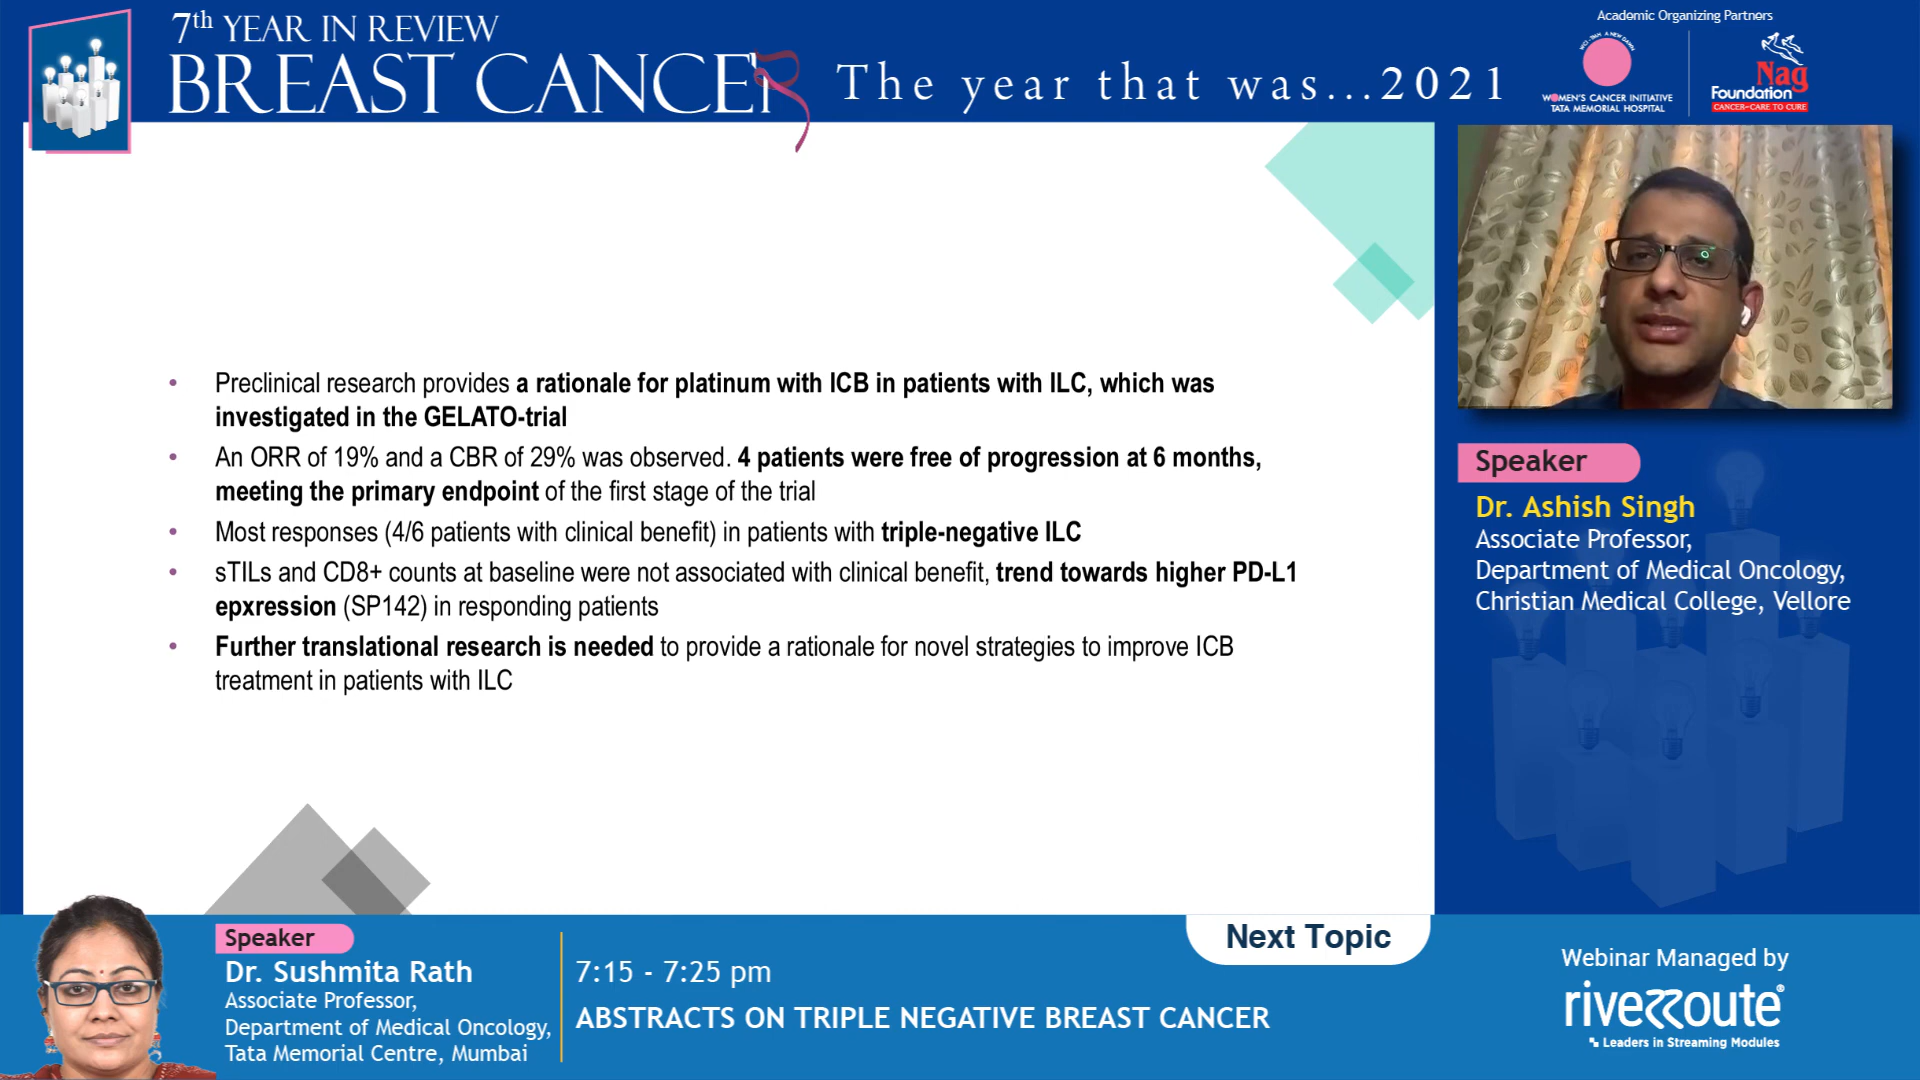 7th YEAR IN REVIEW
BREAST CANCER
The year that was...2021
Academic Organizing Partners
WCI-TMH A NEW DAWN
WOMEN'S CANCER INITIATIVE
TATA MEMORIAL HOSPITAL
Nag
Foundation
CANCER-CARE TO CURE
• Preclinical research provides a rationale for platinum with ICB in patients with ILC, which was
investigated in the GELATO-trial
• An ORR of 19% and a CBR of 29% was observed. 4 patients were free of progression at 6 months,
meeting the primary endpoint of the first stage of the trial
• Most responses (4/6 patients with clinical benefit) in patients with triple-negative ILC
• sTILs and CD8+ counts at baseline were not associated with clinical benefit, trend towards higher PD-L1
epxression (SP142) in responding patients
• Further translational research is needed to provide a rationale for novel strategies to improve ICB
treatment in patients with ILC
Speaker
Dr. Ashish Singh
Associate Professor,
Department of Medical Oncology,
Christian Medical College, Vellore
Speaker
Dr. Sushmita Rath
Associate Professor,
Department of Medical Oncology,
Tata Memorial Centre, Mumbai
Next Topic
7:15 - 7:25 pm
ABSTRACTS ON TRIPLE NEGATIVE BREAST CANCER
Webinar Managed by
riverroute®
Leaders in Streaming Modules